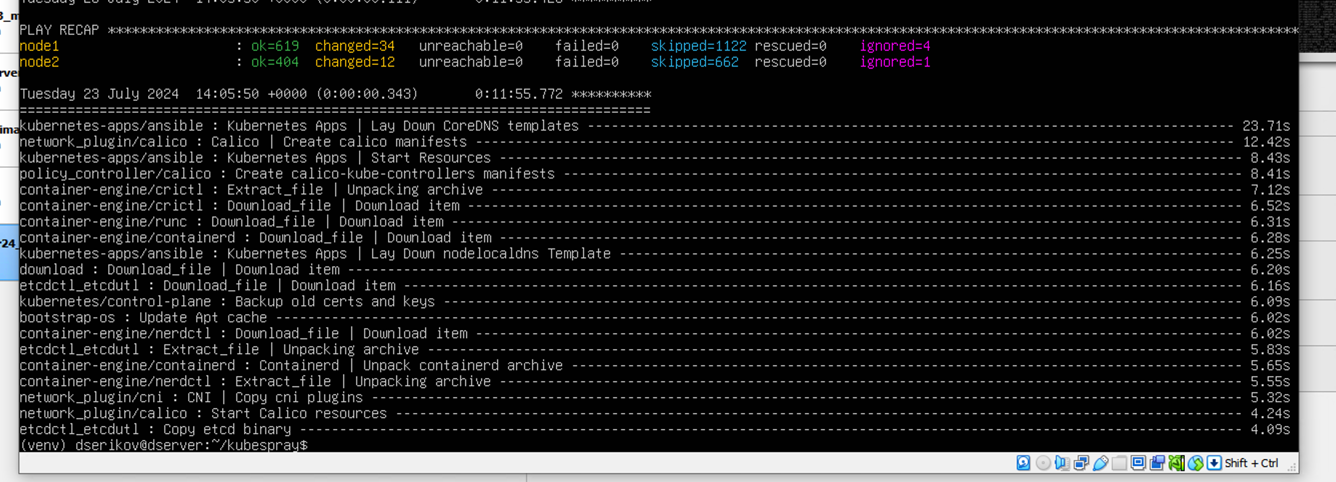 PLAY RECAP ****************************************************************************************************************************************************
node1 : ok=619 changed=34 unreachable=0 failed=0 skipped=1122 rescued=0 ignored=4
node2 : ok=404 changed=12 unreachable=0 failed=0 skipped=662 rescued=0 ignored=1
Tuesday 23 July 2024 14:05:50 +0000 (0:00:00.343) 0:11:55.772 **********
===============================================================================
kubernetes-apps/ansible : Kubernetes Apps | Lay Down CoreDNS templates --- 23.71s
network_plugin/calico : Calico | Create calico manifests --- 12.42s
kubernetes-apps/ansible : Kubernetes Apps | Start Resources --- 8.43s
policy_controller/calico : Create calico-kube-controllers manifests --- 8.41s
container-engine/crictl : Extract_file | Unpacking archive --- 7.12s
container-engine/crictl : Download_file | Download item --- 6.52s
container-engine/runc : Download_file | Download item --- 6.31s
container-engine/containerd : Download_file | Download item --- 6.28s
kubernetes-apps/ansible : Kubernetes Apps | Lay Down nodelocaldns Template --- 6.25s
download : Download_file | Download item --- 6.20s
etcdctl_etcdutl : Download_file | Download item --- 6.16s
kubernetes/control-plane : Backup old certs and keys --- 6.09s
bootstrap-os : Update Apt cache --- 6.02s
container-engine/nerdctl : Download_file | Download item --- 6.02s
etcdctl_etcdutl : Extract_file | Unpacking archive --- 5.83s
container-engine/containerd : Containerd | Unpack containerd archive --- 5.65s
container-engine/nerdctl : Extract_file | Unpacking archive --- 5.55s
network_plugin/cni : CNI | Copy cni plugins --- 5.32s
network_plugin/calico : Start Calico resources --- 4.24s
etcdctl_etcdutl : Copy etcd binary --- 4.09s
(venv) dserikov@dserver:~/kubespray$
Shift + Ctrl